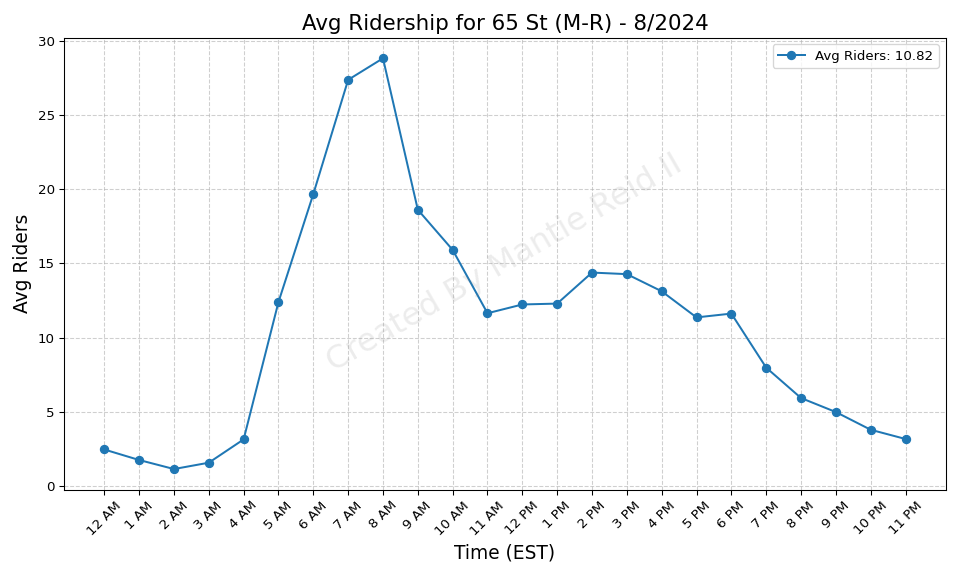 Avg Ridership for 65 St (M-R) - 8/2024
Avg Riders: 10.82
30
25
20
15
10
5
0
Avg Riders
Created By Mantie Reid II
12 AM
1 AM
2 AM
3 AM
4 AM
5 AM
6 AM
7 AM
8 AM
9 AM
10 AM
11 AM
12 PM
1 PM
2 PM
3 PM
4 PM
5 PM
6 PM
7 PM
8 PM
9 PM
10 PM
11 PM
Time (EST)